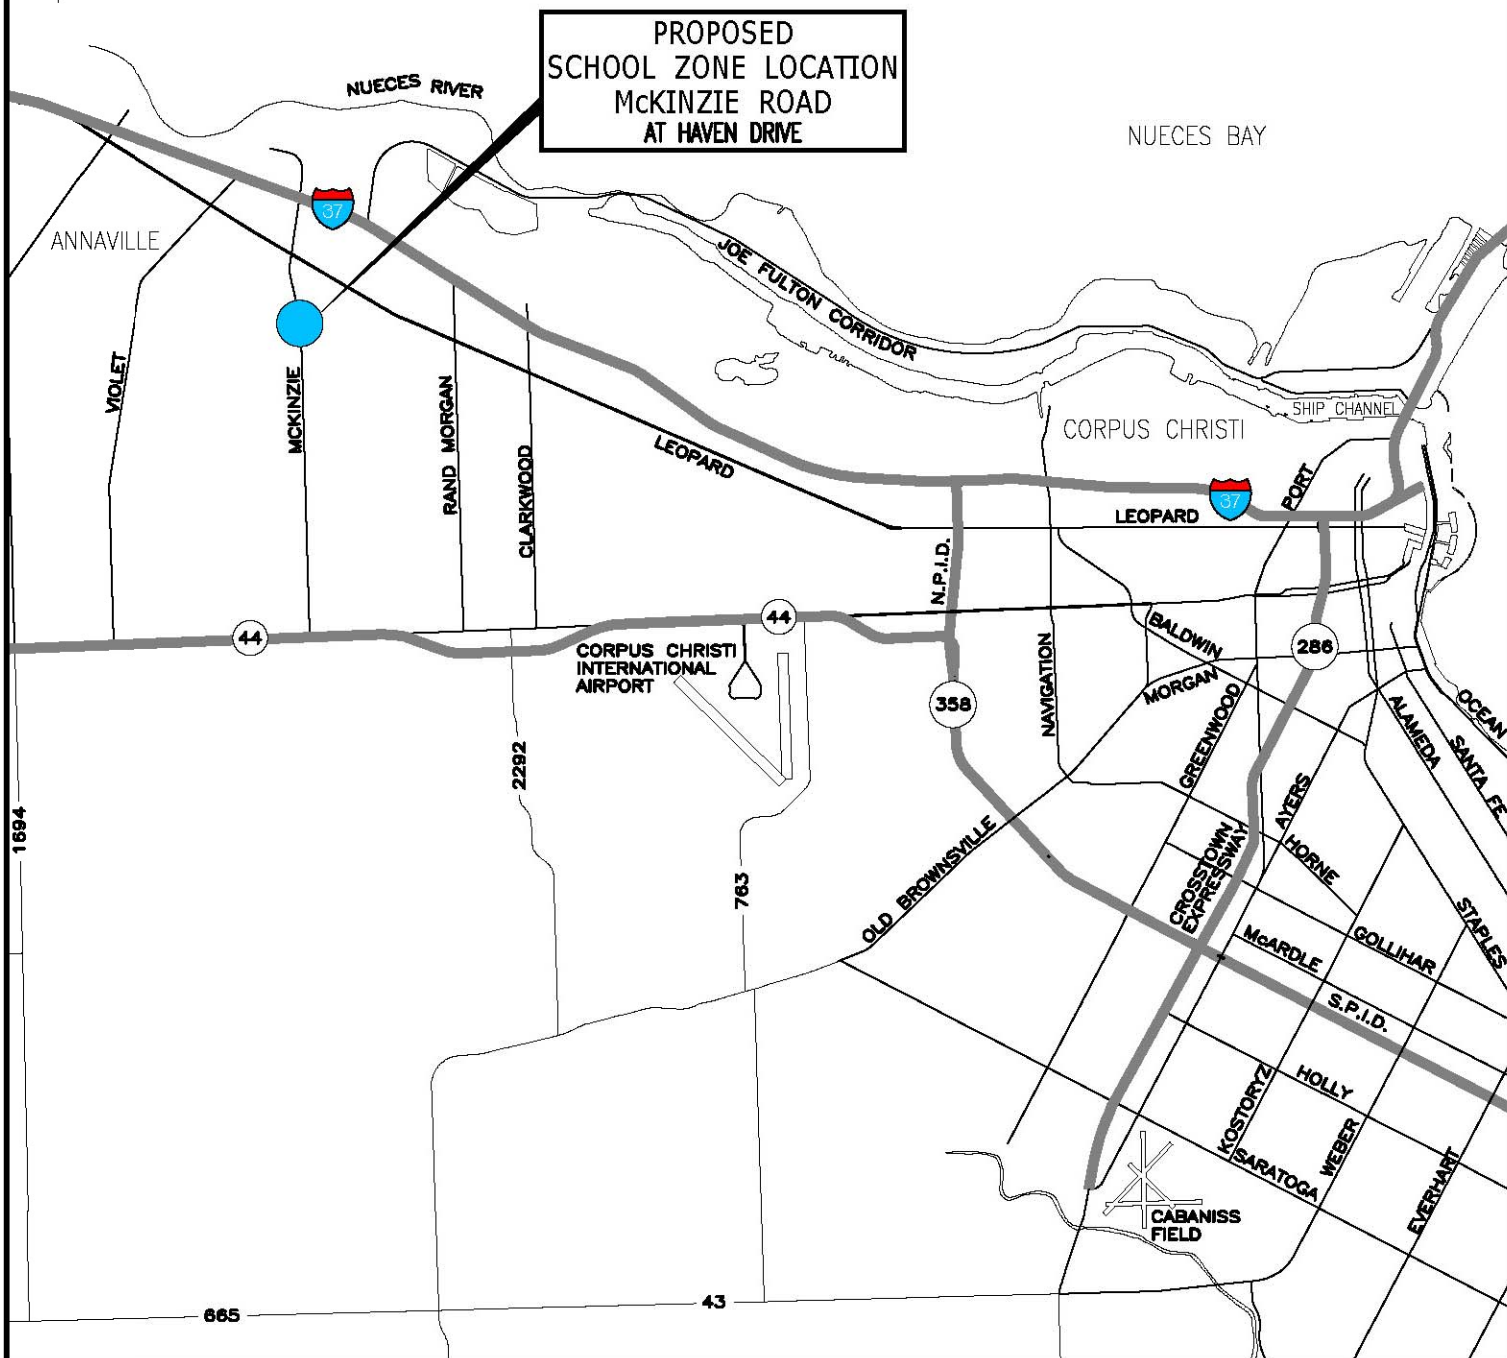 PROPOSED
SCHOOL ZONE LOCATION
McKINZIE ROAD
AT HAVEN DRIVE
NUECES RIVER
NUECES BAY
37
ANNAVILLE
JOE FULTON CORRIDOR
VIOLET
MCKINZIE
RAND MORGAN
CLARKWOOD
LEOPARD
SHIP CHANNEL
CORPUS CHRISTI
37
PORT
LEOPARD
N.P.I.D.
44
44
CORPUS CHRISTI
INTERNATIONAL
AIRPORT
BALDWIN
286
NAVIGATION
MORGAN
358
GREENWOOD
ALAMEDA
OCEAN
SANTA FE
2292
1694
AYERS
763
OLD BROWNSVILLE
CROSSTOWN
EXPRESSWAY
HORNE
STAPLES
McARDLE
GOLLIHAR
S.P.I.D.
KOSTORYZ
HOLLY
WEBER
SARATOGA
EVERHART
CABANISS
FIELD
665
43